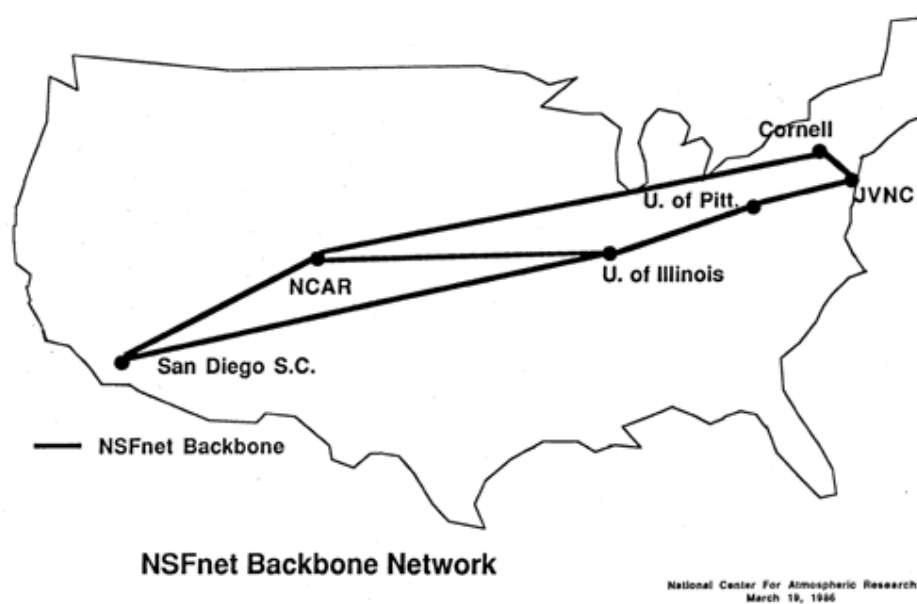 Cornell
JVNC
U. of Pitt.
U. of Illinois
NCAR
San Diego S.C.
NSFnet Backbone
NSFnet Backbone Network
National Center For Atmospheric Research
March 19, 1986